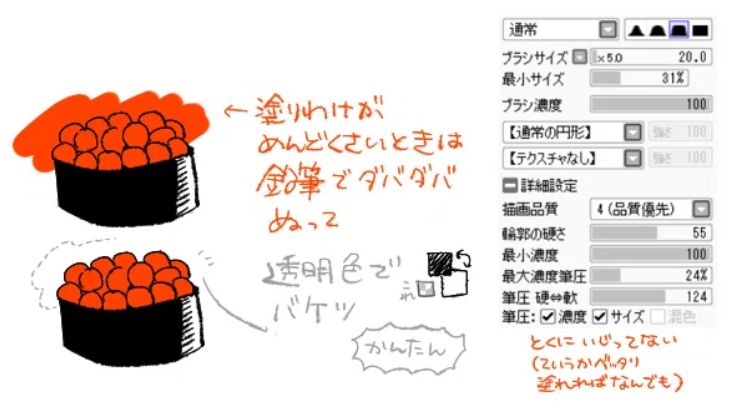 ←塗りわけが
めんどくさいときは
鉛筆でダバダバ
ぬって
透明色で
バケツ
これ
かんたん
通常
ブラシサイズ ×5.0 20.0
最小サイズ 31%
ブラシ濃度 100
【通常の円形】 強さ 100
【テクスチャなし】 強さ 100
詳細設定
描画品質 4 (品質優先)
輪郭の硬さ 55
最小濃度 100
最大濃度筆圧 24%
筆圧 硬⇔軟 124
筆圧: 濃度 サイズ 混色
とくに いじってない
(ていうかベッタリ
塗れればなんでも)